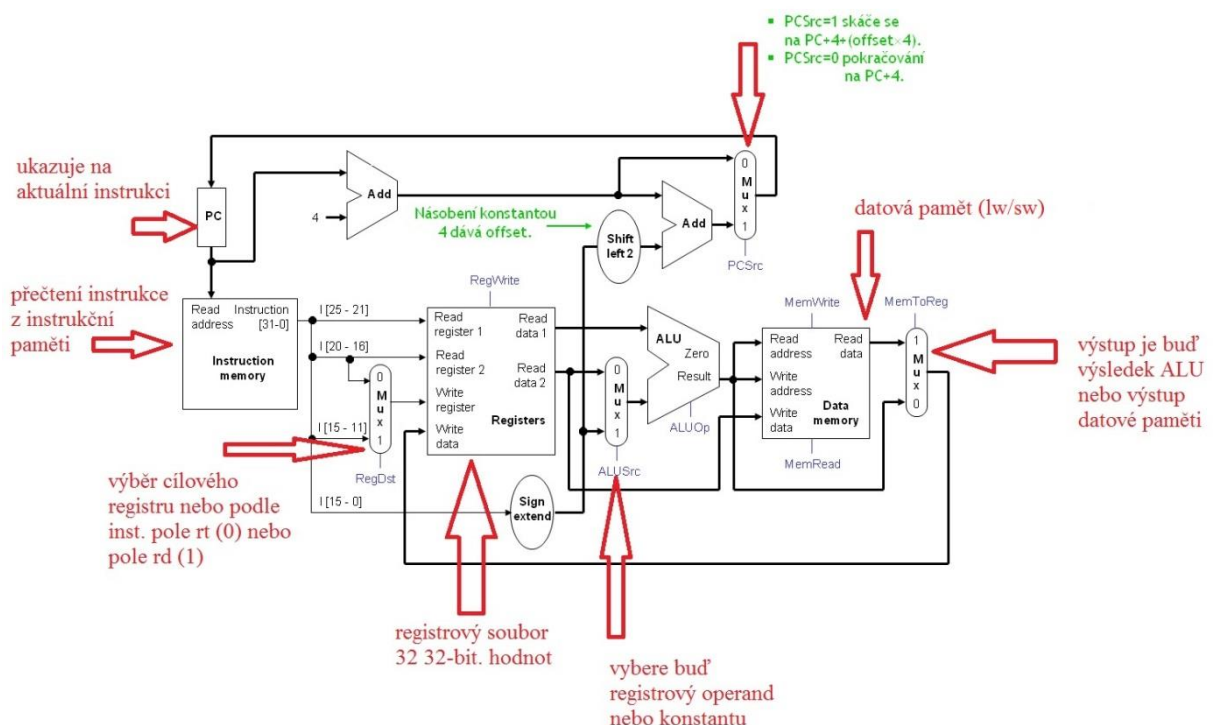 ▪ PCSrc=1 skáče se
na PC+4+(offset×4).
▪ PCSrc=0 pokračování
na PC+4.
ukazuje na
aktuální instrukci
PC
4
Add
Násobení konstantou
4 dává offset.
Shift
left 2
Add
0
M
u
x
1
PCSrc
datová pamět (lw/sw)
přečtení instrukce
z instrukční
paměti
Read
address
Instruction
[31-0]
Instruction
memory
I [25 - 21]
I [20 - 16]
I [15 - 11]
I [15 - 0]
0
M
u
x
1
RegDst
RegWrite
Read
register 1
Read
register 2
Write
register
Write
data
Read
data 1
Read
data 2
Registers
Sign
extend
0
M
u
x
1
ALUSrc
ALU
Zero
Result
ALUOp
MemWrite
Read
address
Write
address
Write
data
Read
data
Data
memory
MemRead
MemToReg
1
M
u
x
0
výstup je buď
výsledek ALU
nebo výstup
datové paměti
výběr cílového
registru nebo podle
inst. pole rt (0) nebo
pole rd (1)
registrový soubor
32 32-bit. hodnot
vybere buď
registrový operand
nebo konstantu